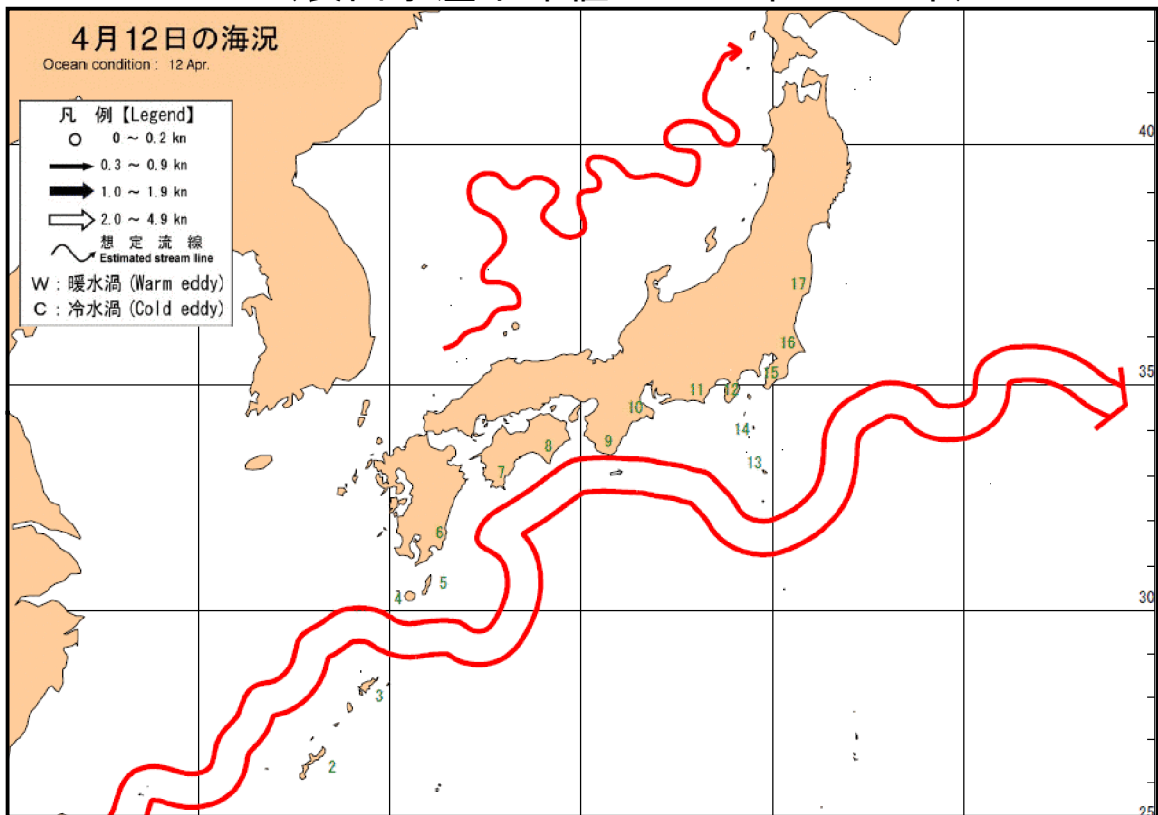 4月12日の海況
Ocean condition : 12 Apr.
凡 例【Legend】
0 ～ 0.2 kn
0.3 ～ 0.9 kn
1.0 ～ 1.9 kn
2.0 ～ 4.9 kn
想 定 流 線
Estimated stream line
W : 暖水渦 (Warm eddy)
C : 冷水渦 (Cold eddy)
40
17
16
35
15
12
11
10
14
9
8
13
7
6
5
4
30
3
2
25